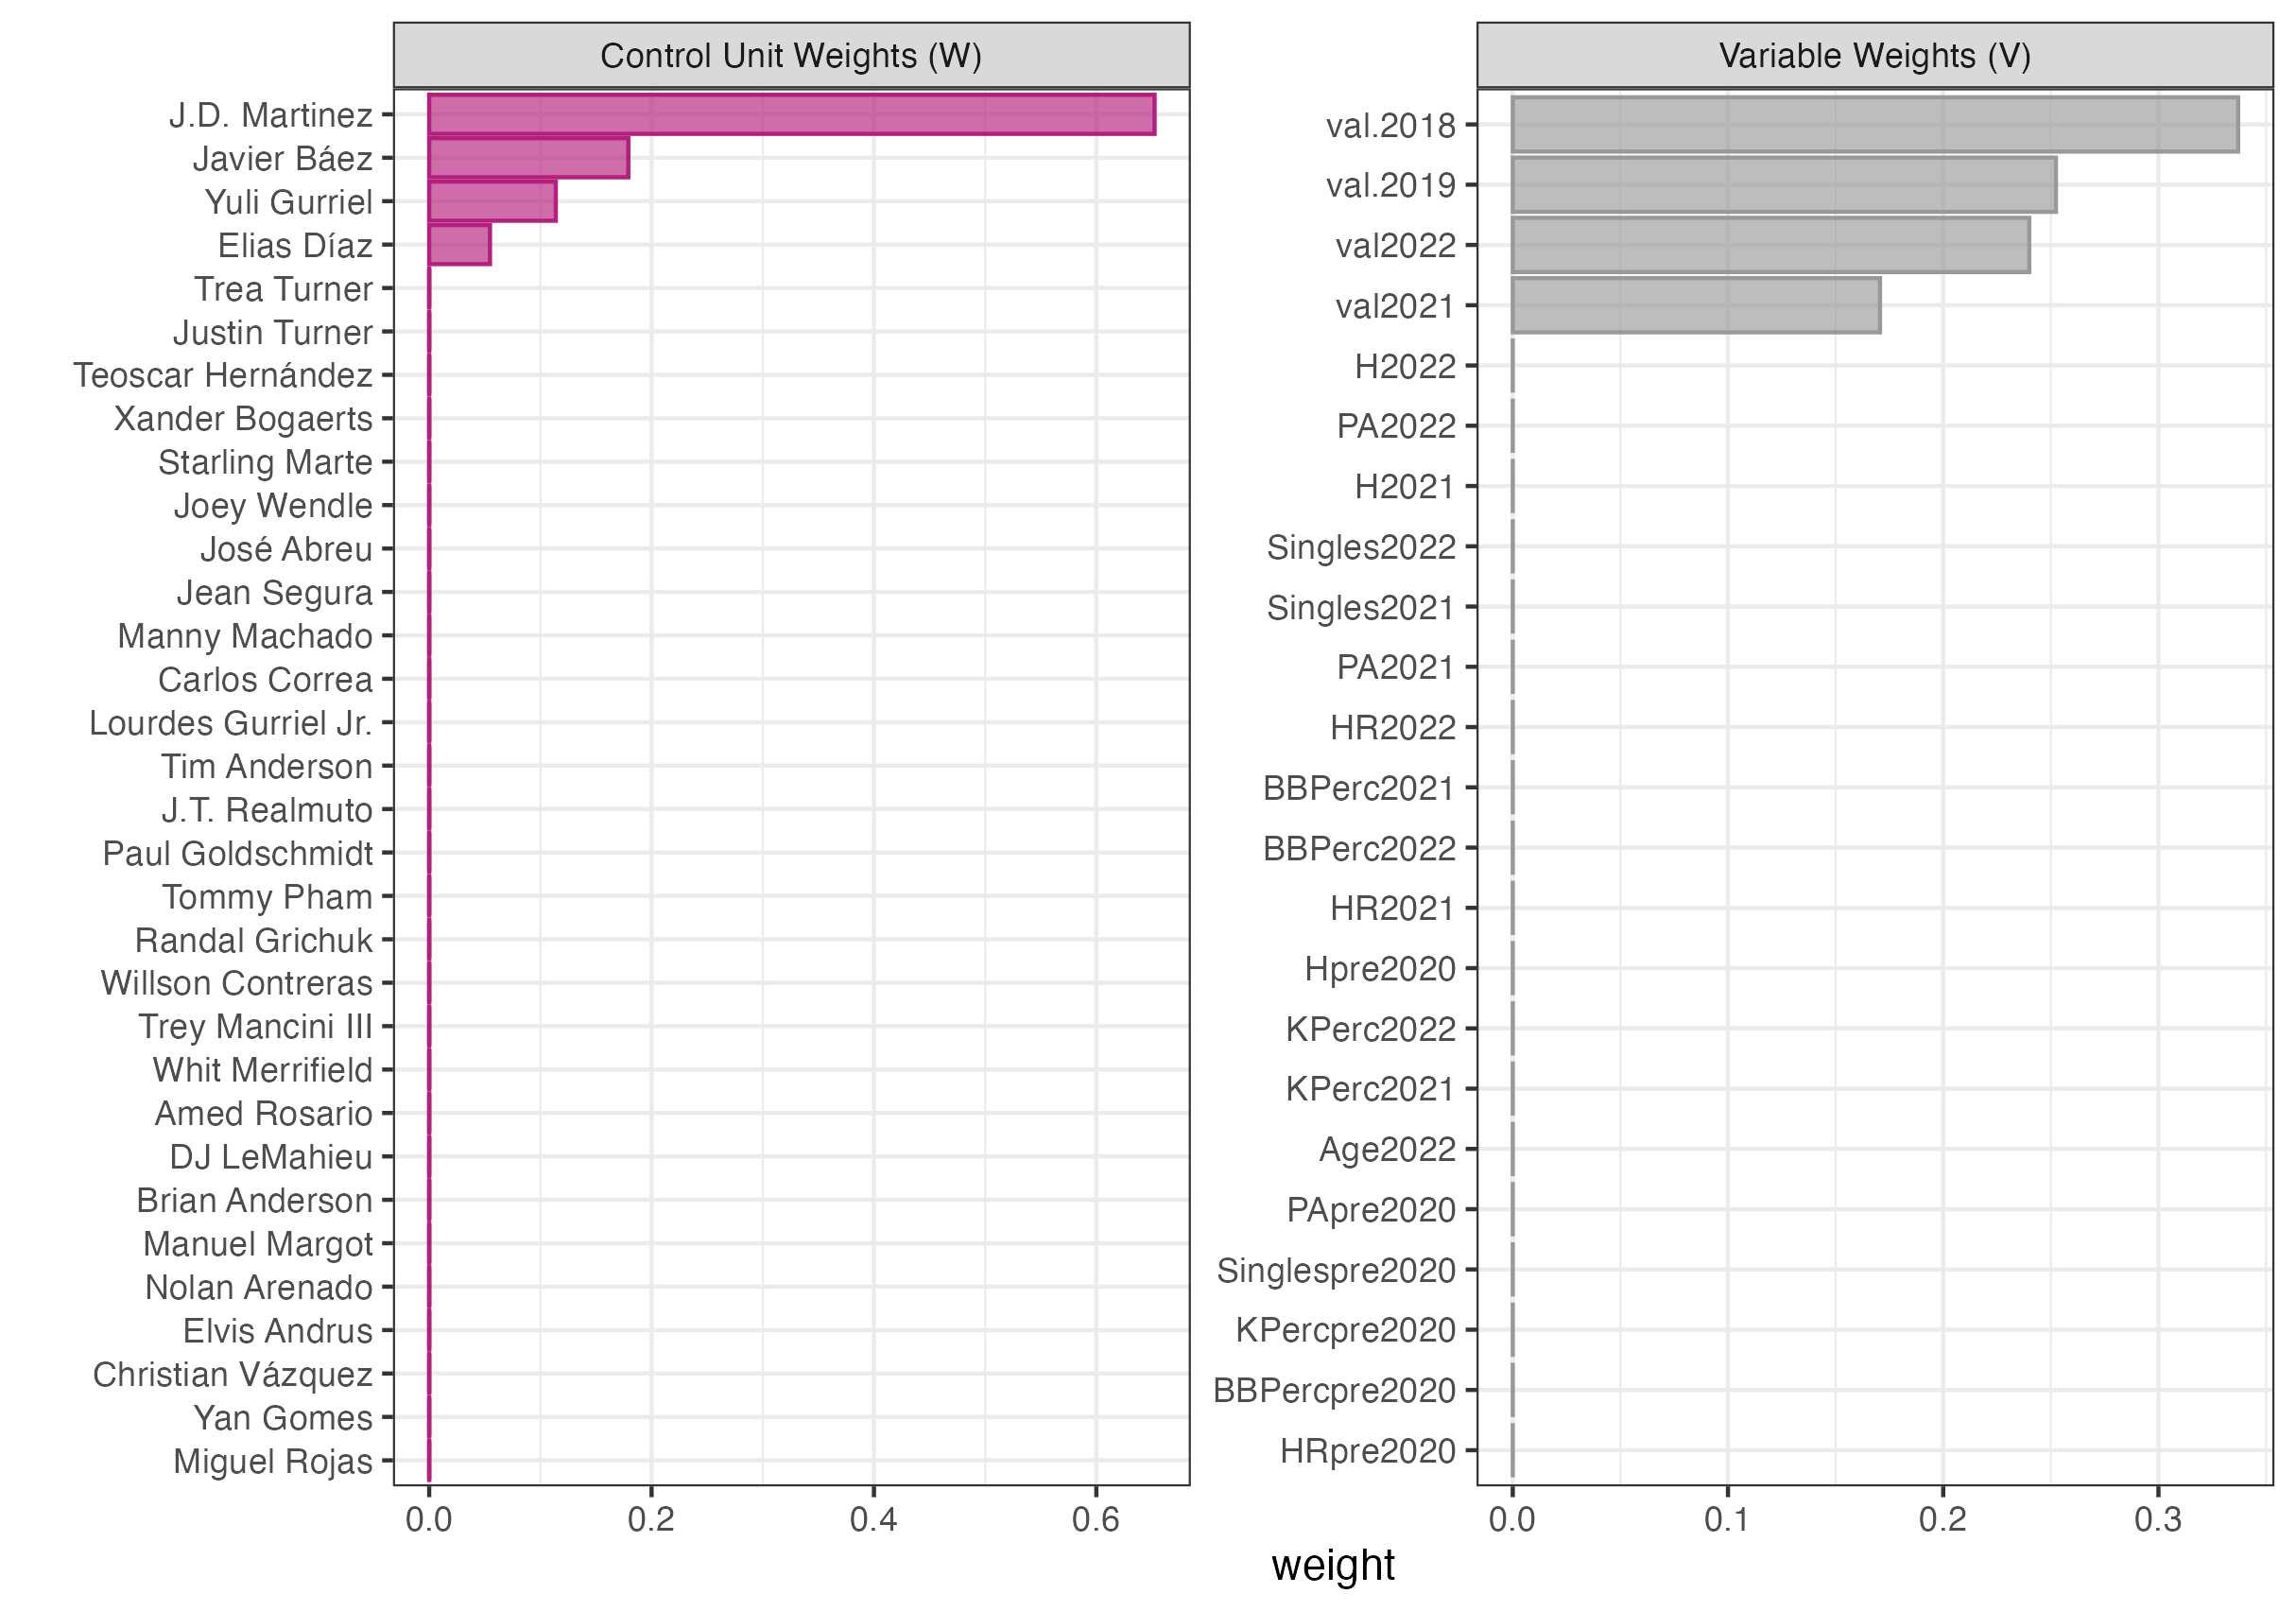 Control Unit Weights (W)
J.D. Martinez
Javier Báez
Yuli Gurriel
Elias Díaz
Trea Turner
Justin Turner
Teoscar Hernández
Xander Bogaerts
Starling Marte
Joey Wendle
José Abreu
Jean Segura
Manny Machado
Carlos Correa
Lourdes Gurriel Jr.
Tim Anderson
J.T. Realmuto
Paul Goldschmidt
Tommy Pham
Randal Grichuk
Willson Contreras
Trey Mancini III
Whit Merrifield
Amed Rosario
DJ LeMahieu
Brian Anderson
Manuel Margot
Nolan Arenado
Elvis Andrus
Christian Vázquez
Yan Gomes
Miguel Rojas
0.0 0.2 0.4 0.6
Variable Weights (V)
val.2018
val.2019
val2022
val2021
H2022
PA2022
H2021
Singles2022
Singles2021
PA2021
HR2022
BBPerc2021
BBPerc2022
HR2021
Hpre2020
KPerc2022
KPerc2021
Age2022
PApre2020
Singlespre2020
KPercpre2020
BBPercpre2020
HRpre2020
0.0 0.1 0.2 0.3
weight